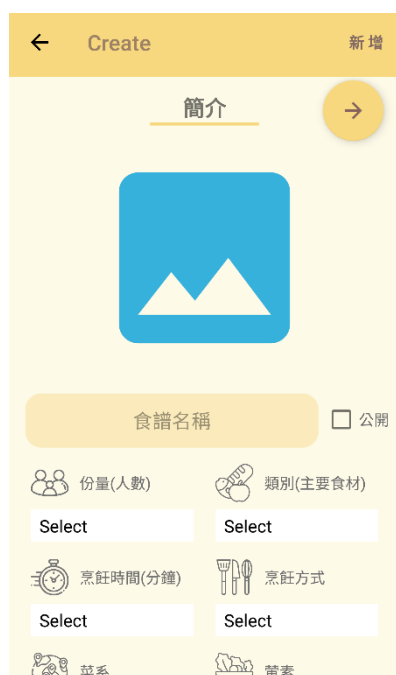 Create 新增
簡介
食譜名稱 公開
份量(人數) 類別(主要食材)
Select Select
烹飪時間(分鐘) 烹飪方式
Select Select
菜系 葷素